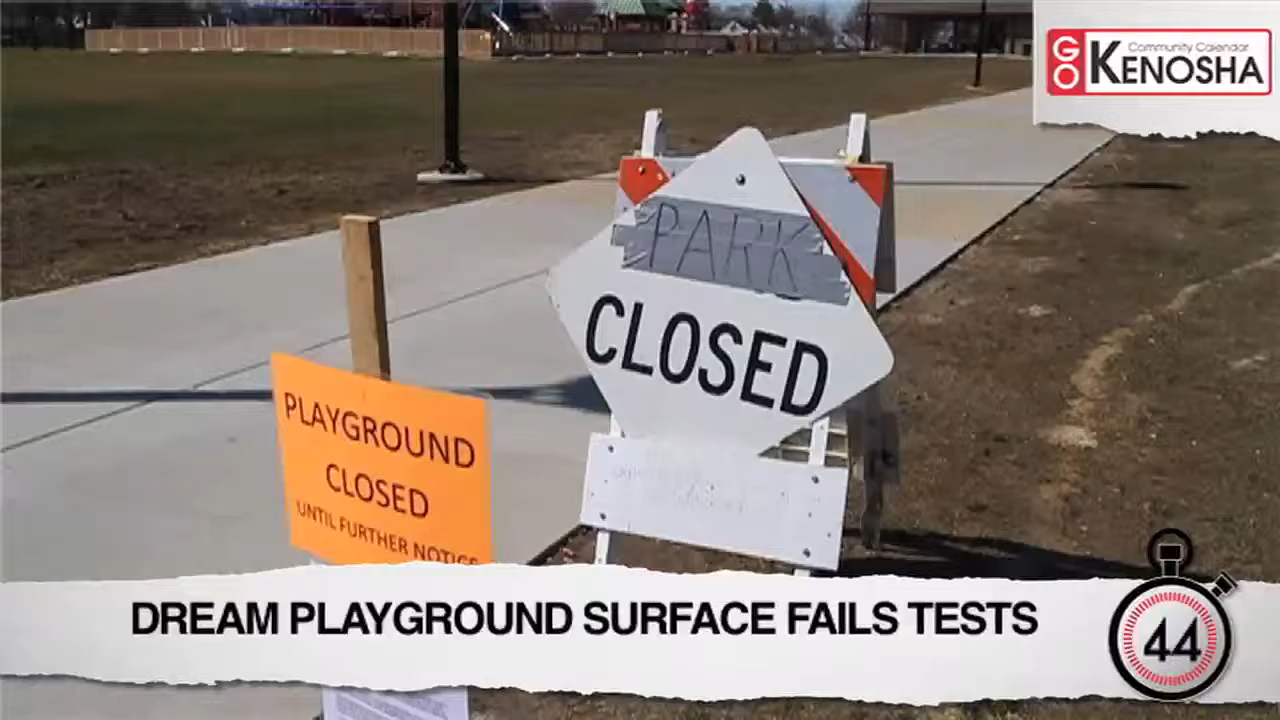 GO
Community Calendar
KENOSHA
PARK
CLOSED
PLAYGROUND
CLOSED
UNTIL FURTHER NOTICE
DREAM PLAYGROUND SURFACE FAILS TESTS
44